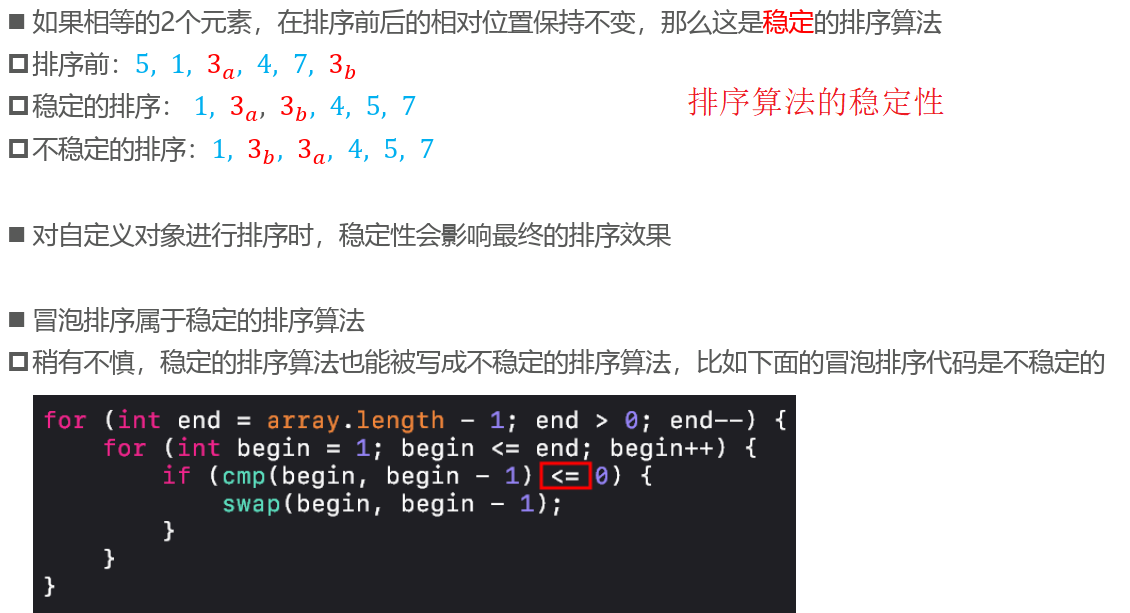 ■ 如果相等的2个元素，在排序前后的相对位置保持不变，那么这是稳定的排序算法
排序前：5, 1, 3a, 4, 7, 3b
稳定的排序： 1, 3a, 3b, 4, 5, 7
排序算法的稳定性
不稳定的排序：1, 3b, 3a, 4, 5, 7
■ 对自定义对象进行排序时，稳定性会影响最终的排序效果
■ 冒泡排序属于稳定的排序算法
稍有不慎，稳定的排序算法也能被写成不稳定的排序算法，比如下面的冒泡排序代码是不稳定的
for (int end = array.length - 1; end > 0; end--) {
for (int begin = 1; begin <= end; begin++) {
if (cmp(begin, begin - 1) <= 0) {
swap(begin, begin - 1);
}
}
}